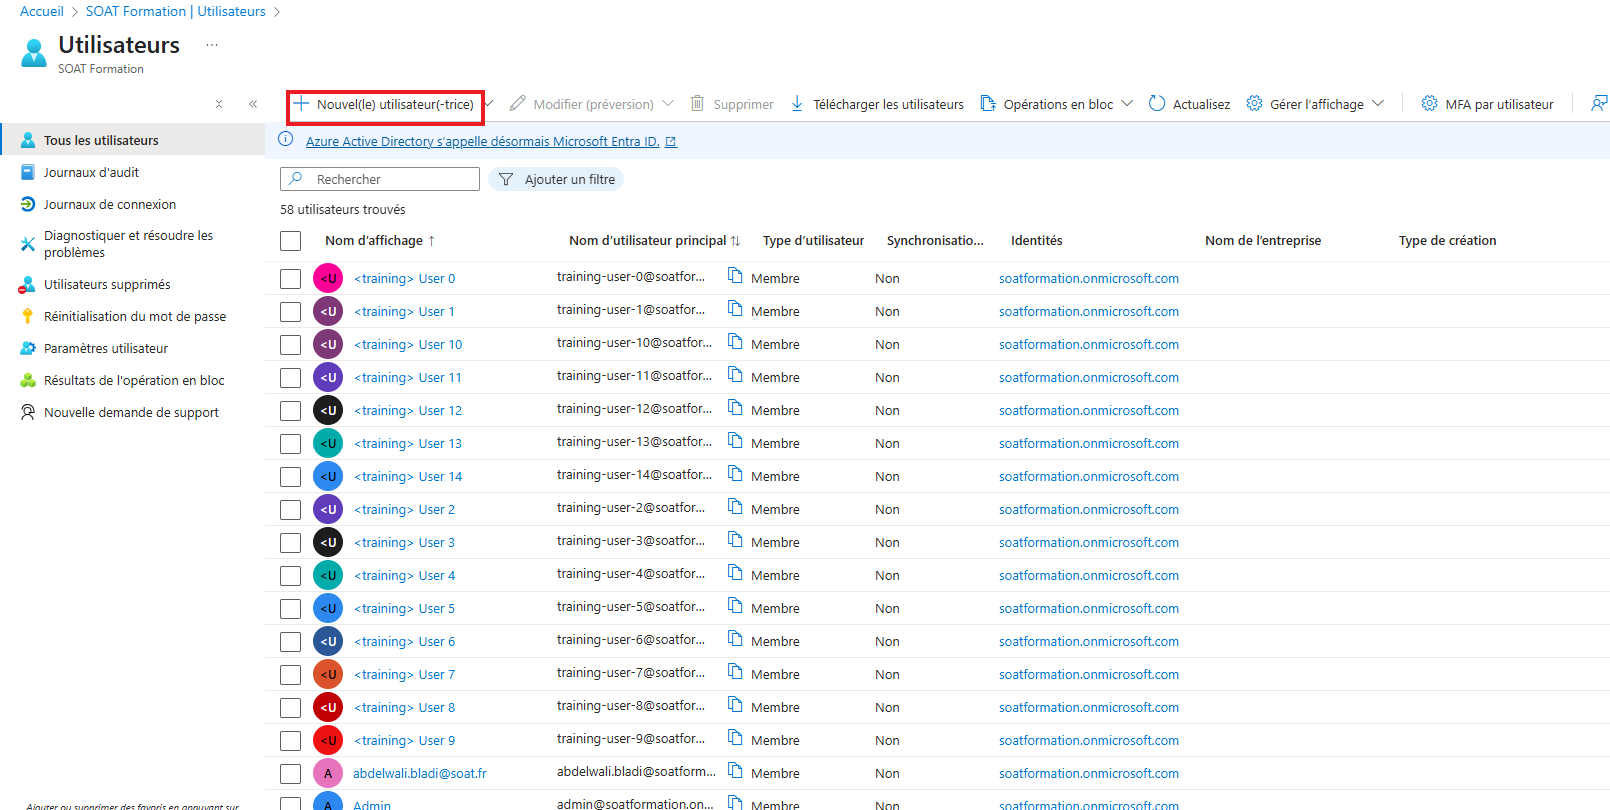 Accueil > SOAT Formation | Utilisateurs >
Utilisateurs ...
SOAT Formation
Nouvel(le) utilisateur(-trice) Modifier (préversion) Supprimer Télécharger les utilisateurs Opérations en bloc Actualisez Gérer l'affichage MFA par utilisateur
Tous les utilisateurs
Journaux d'audit
Journaux de connexion
Diagnostiquer et résoudre les
problèmes
Utilisateurs supprimés
Réinitialisation du mot de passe
Paramètres utilisateur
Résultats de l'opération en bloc
Nouvelle demande de support
Azure Active Directory s'appelle désormais Microsoft Entra ID.
Rechercher Ajouter un filtre
58 utilisateurs trouvés
Nom d'affichage ↑ Nom d'utilisateur principal ↑↓ Type d'utilisateur Synchronisatio... Identités Nom de l'entreprise Type de création
<U <training> User 0 training-user-0@soatfor... Membre Non soatformation.onmicrosoft.com
<U <training> User 1 training-user-1@soatfor... Membre Non soatformation.onmicrosoft.com
<U <training> User 10 training-user-10@soatfor... Membre Non soatformation.onmicrosoft.com
<U <training> User 11 training-user-11@soatfor... Membre Non soatformation.onmicrosoft.com
<U <training> User 12 training-user-12@soatfor... Membre Non soatformation.onmicrosoft.com
<U <training> User 13 training-user-13@soatfor... Membre Non soatformation.onmicrosoft.com
<U <training> User 14 training-user-14@soatfor... Membre Non soatformation.onmicrosoft.com
<U <training> User 2 training-user-2@soatfor... Membre Non soatformation.onmicrosoft.com
<U <training> User 3 training-user-3@soatfor... Membre Non soatformation.onmicrosoft.com
<U <training> User 4 training-user-4@soatfor... Membre Non soatformation.onmicrosoft.com
<U <training> User 5 training-user-5@soatfor... Membre Non soatformation.onmicrosoft.com
<U <training> User 6 training-user-6@soatfor... Membre Non soatformation.onmicrosoft.com
<U <training> User 7 training-user-7@soatfor... Membre Non soatformation.onmicrosoft.com
<U <training> User 8 training-user-8@soatfor... Membre Non soatformation.onmicrosoft.com
<U <training> User 9 training-user-9@soatfor... Membre Non soatformation.onmicrosoft.com
A abdelwali.bladi@soat.fr abdelwali.bladi@soatform... Membre Non soatformation.onmicrosoft.com
A Admin admin@soatformation.on... Membre Non soatformation.onmicrosoft.com
Ajouter ou supprimer des favoris en appuyant sur